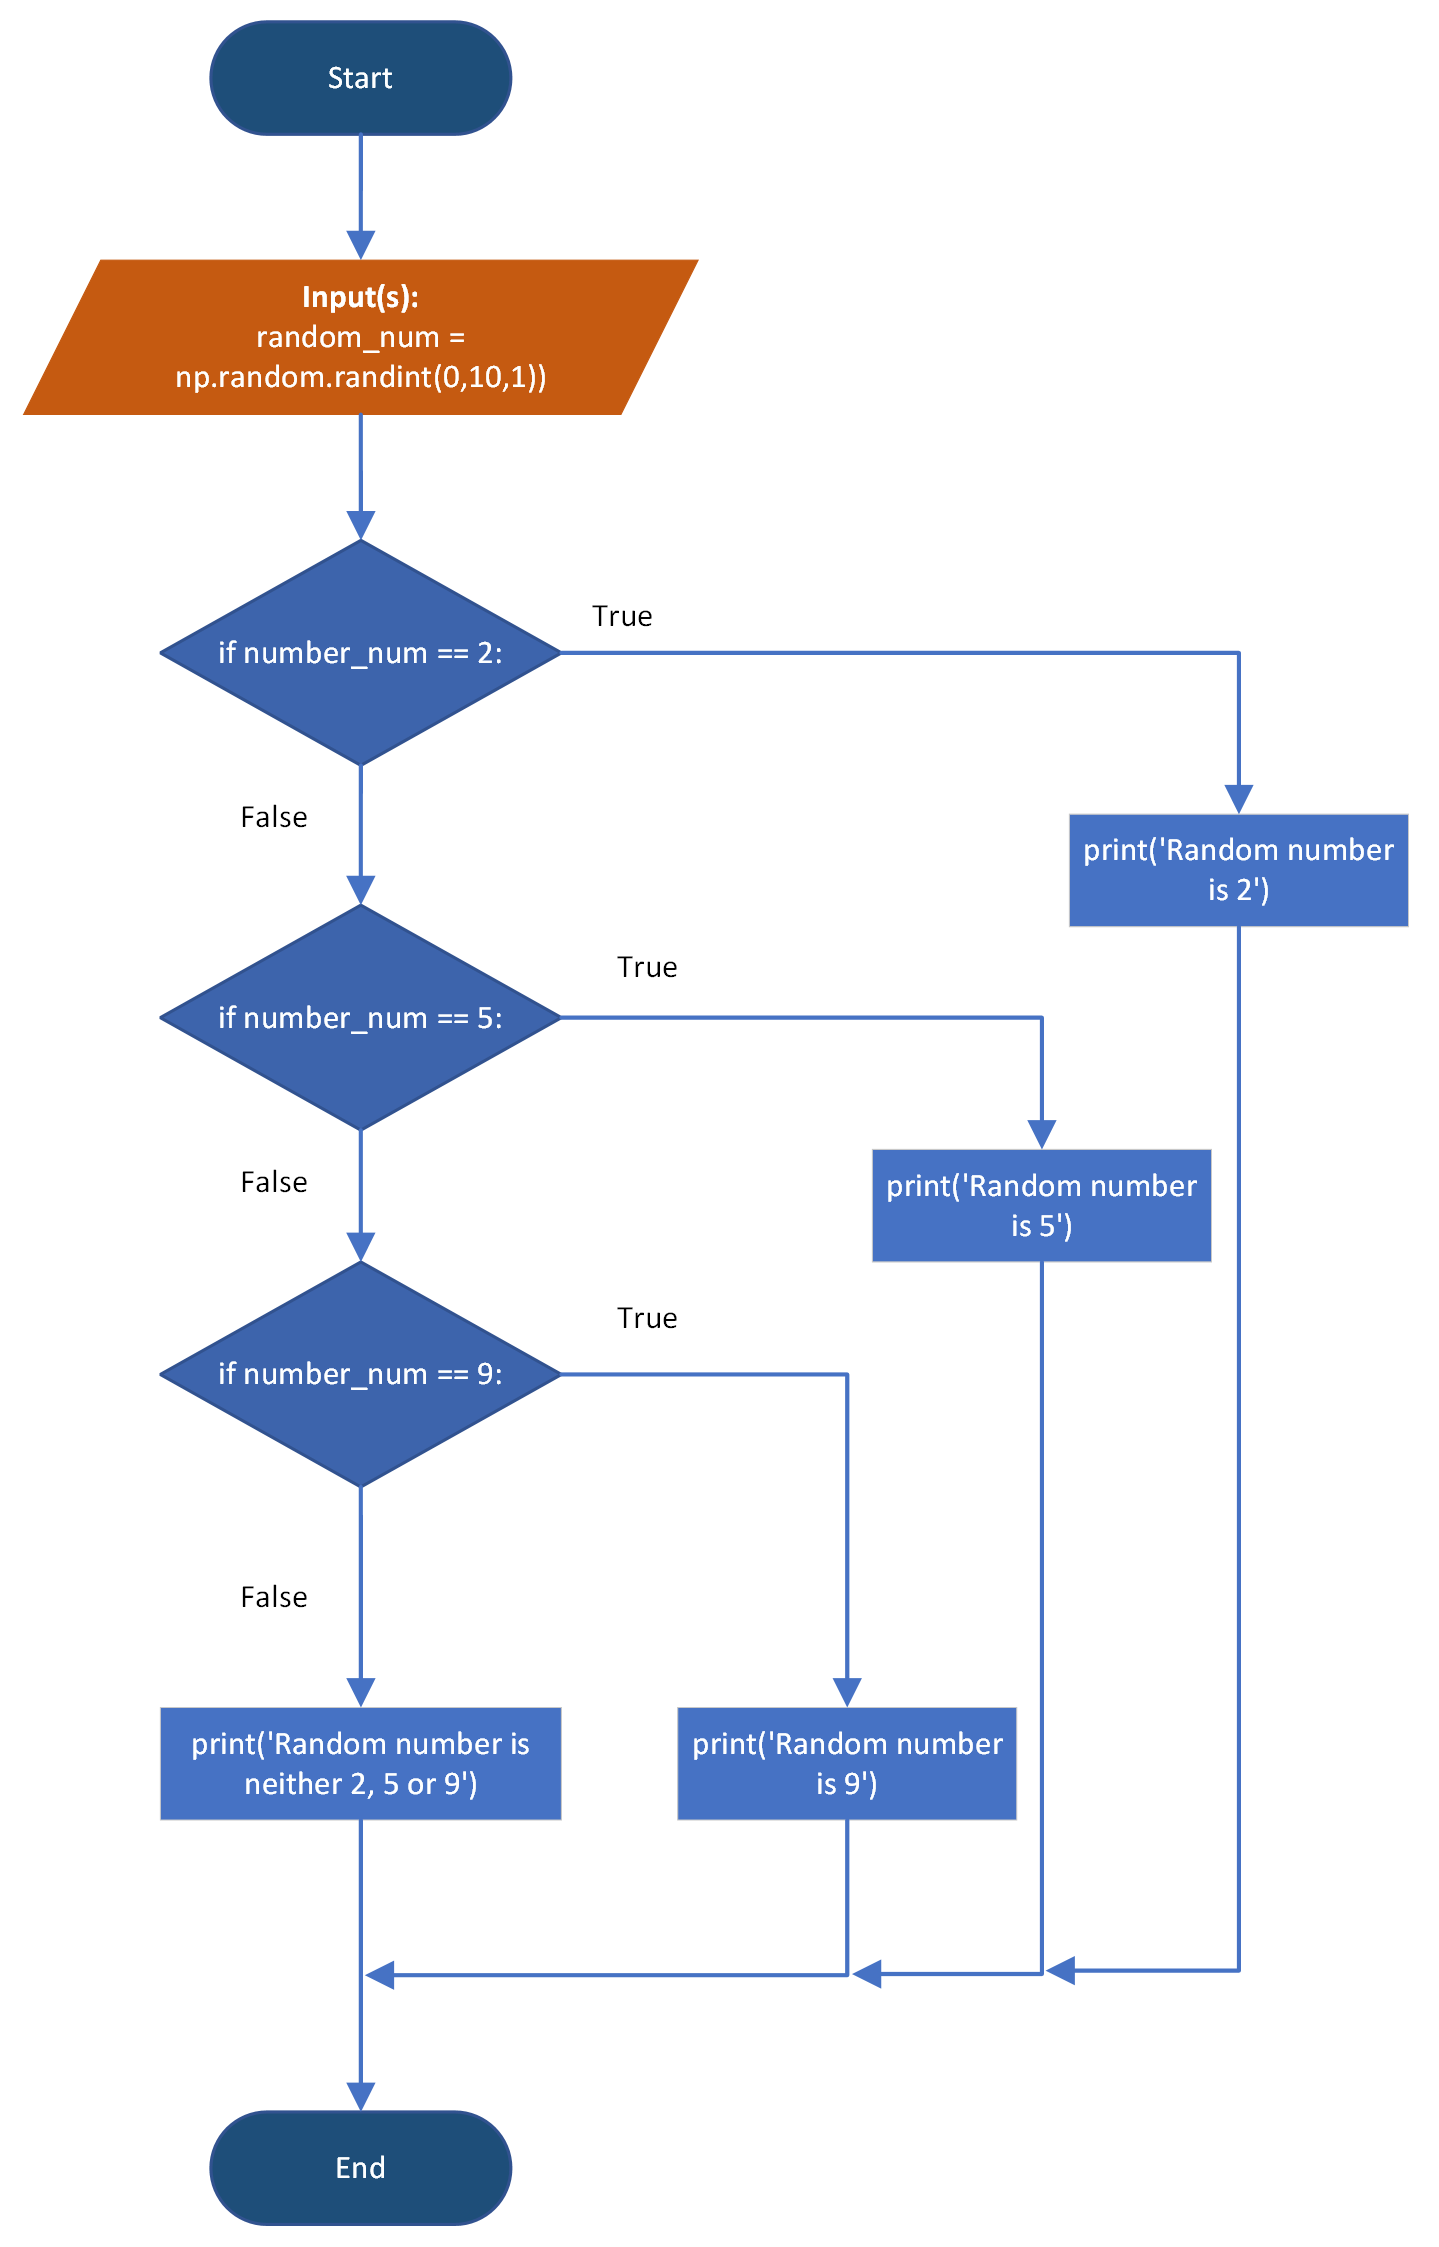 Start
Input(s):
random_num =
np.random.randint(0,10,1))
True
if number_num == 2:
False
print('Random number
is 2')
True
if number_num == 5:
False
print('Random number
is 5')
True
if number_num == 9:
False
print('Random number is
neither 2, 5 or 9')
print('Random number
is 9')
End